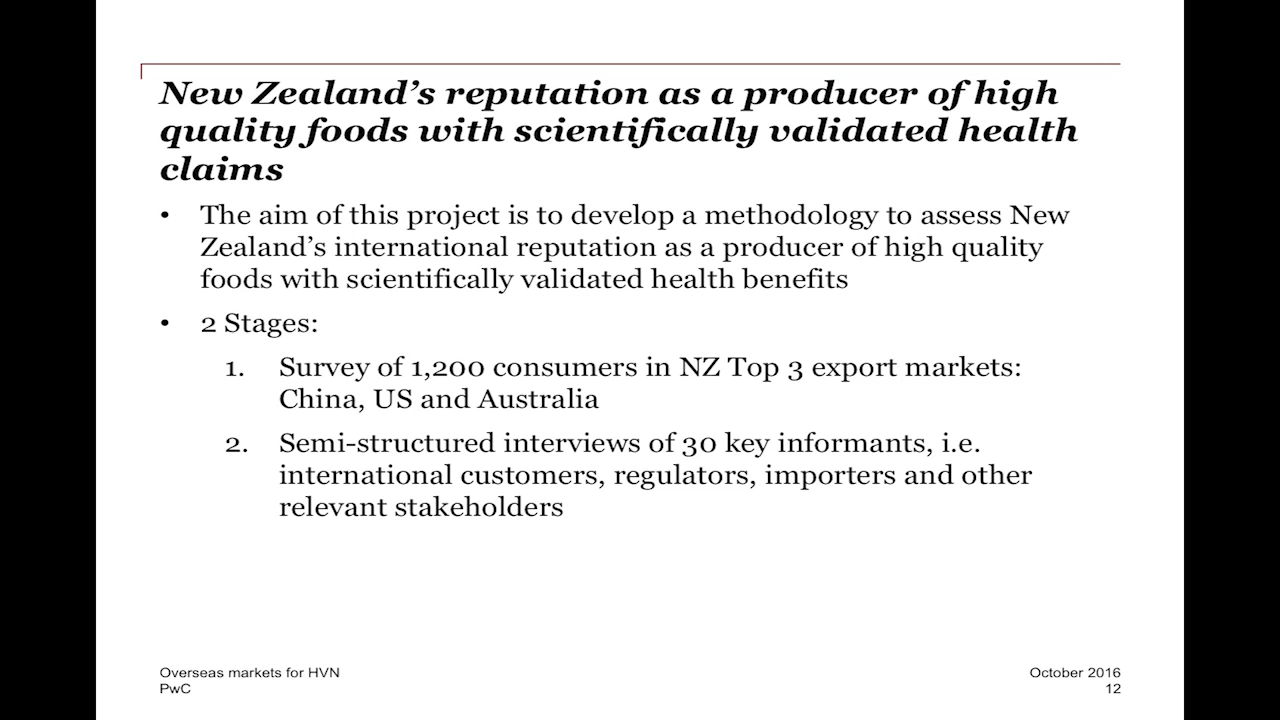 New Zealand’s reputation as a producer of high
quality foods with scientifically validated health
claims
• The aim of this project is to develop a methodology to assess New
Zealand’s international reputation as a producer of high quality
foods with scientifically validated health benefits
• 2 Stages:
1. Survey of 1,200 consumers in NZ Top 3 export markets:
China, US and Australia
2. Semi-structured interviews of 30 key informants, i.e.
international customers, regulators, importers and other
relevant stakeholders
Overseas markets for HVN
PwC
October 2016
12